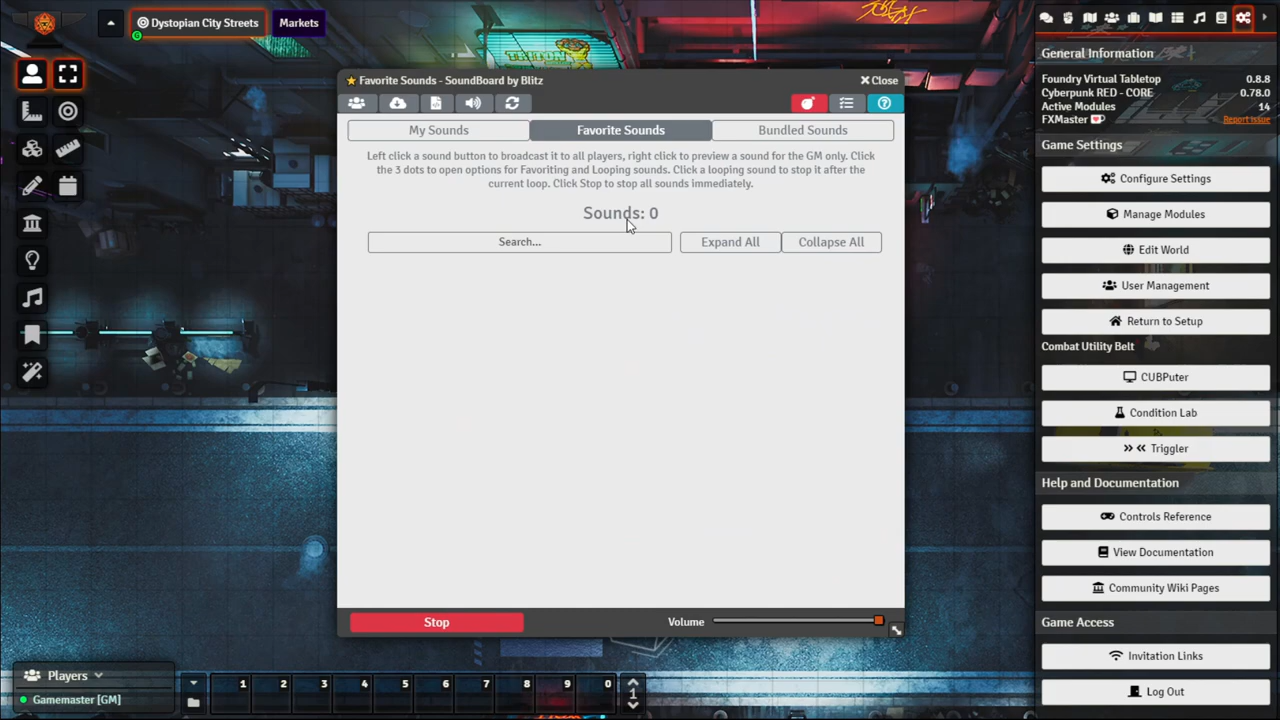 Dystopian City Streets
Markets
G
Favorite Sounds - SoundBoard by Blitz
Close
My Sounds
Favorite Sounds
Bundled Sounds
Left click a sound button to broadcast it to all players, right click to preview a sound for the GM only. Click
the 3 dots to open options for Favoriting and Looping sounds. Click a looping sound to stop it after the
current loop. Click Stop to stop all sounds immediately.
Sounds: 0
Search...
Expand All
Collapse All
Stop
Volume
General Information
Foundry Virtual Tabletop 0.8.8
Cyberpunk RED - CORE 0.78.0
Active Modules 14
FXMaster Report issue
Game Settings
Configure Settings
Manage Modules
Edit World
User Management
Return to Setup
Combat Utility Belt
CUBPuter
Condition Lab
Triggler
Help and Documentation
Controls Reference
View Documentation
Community Wiki Pages
Game Access
Invitation Links
Log Out
Players
Gamemaster [GM]
1 2 3 4 5 6 7 8 9 0
1